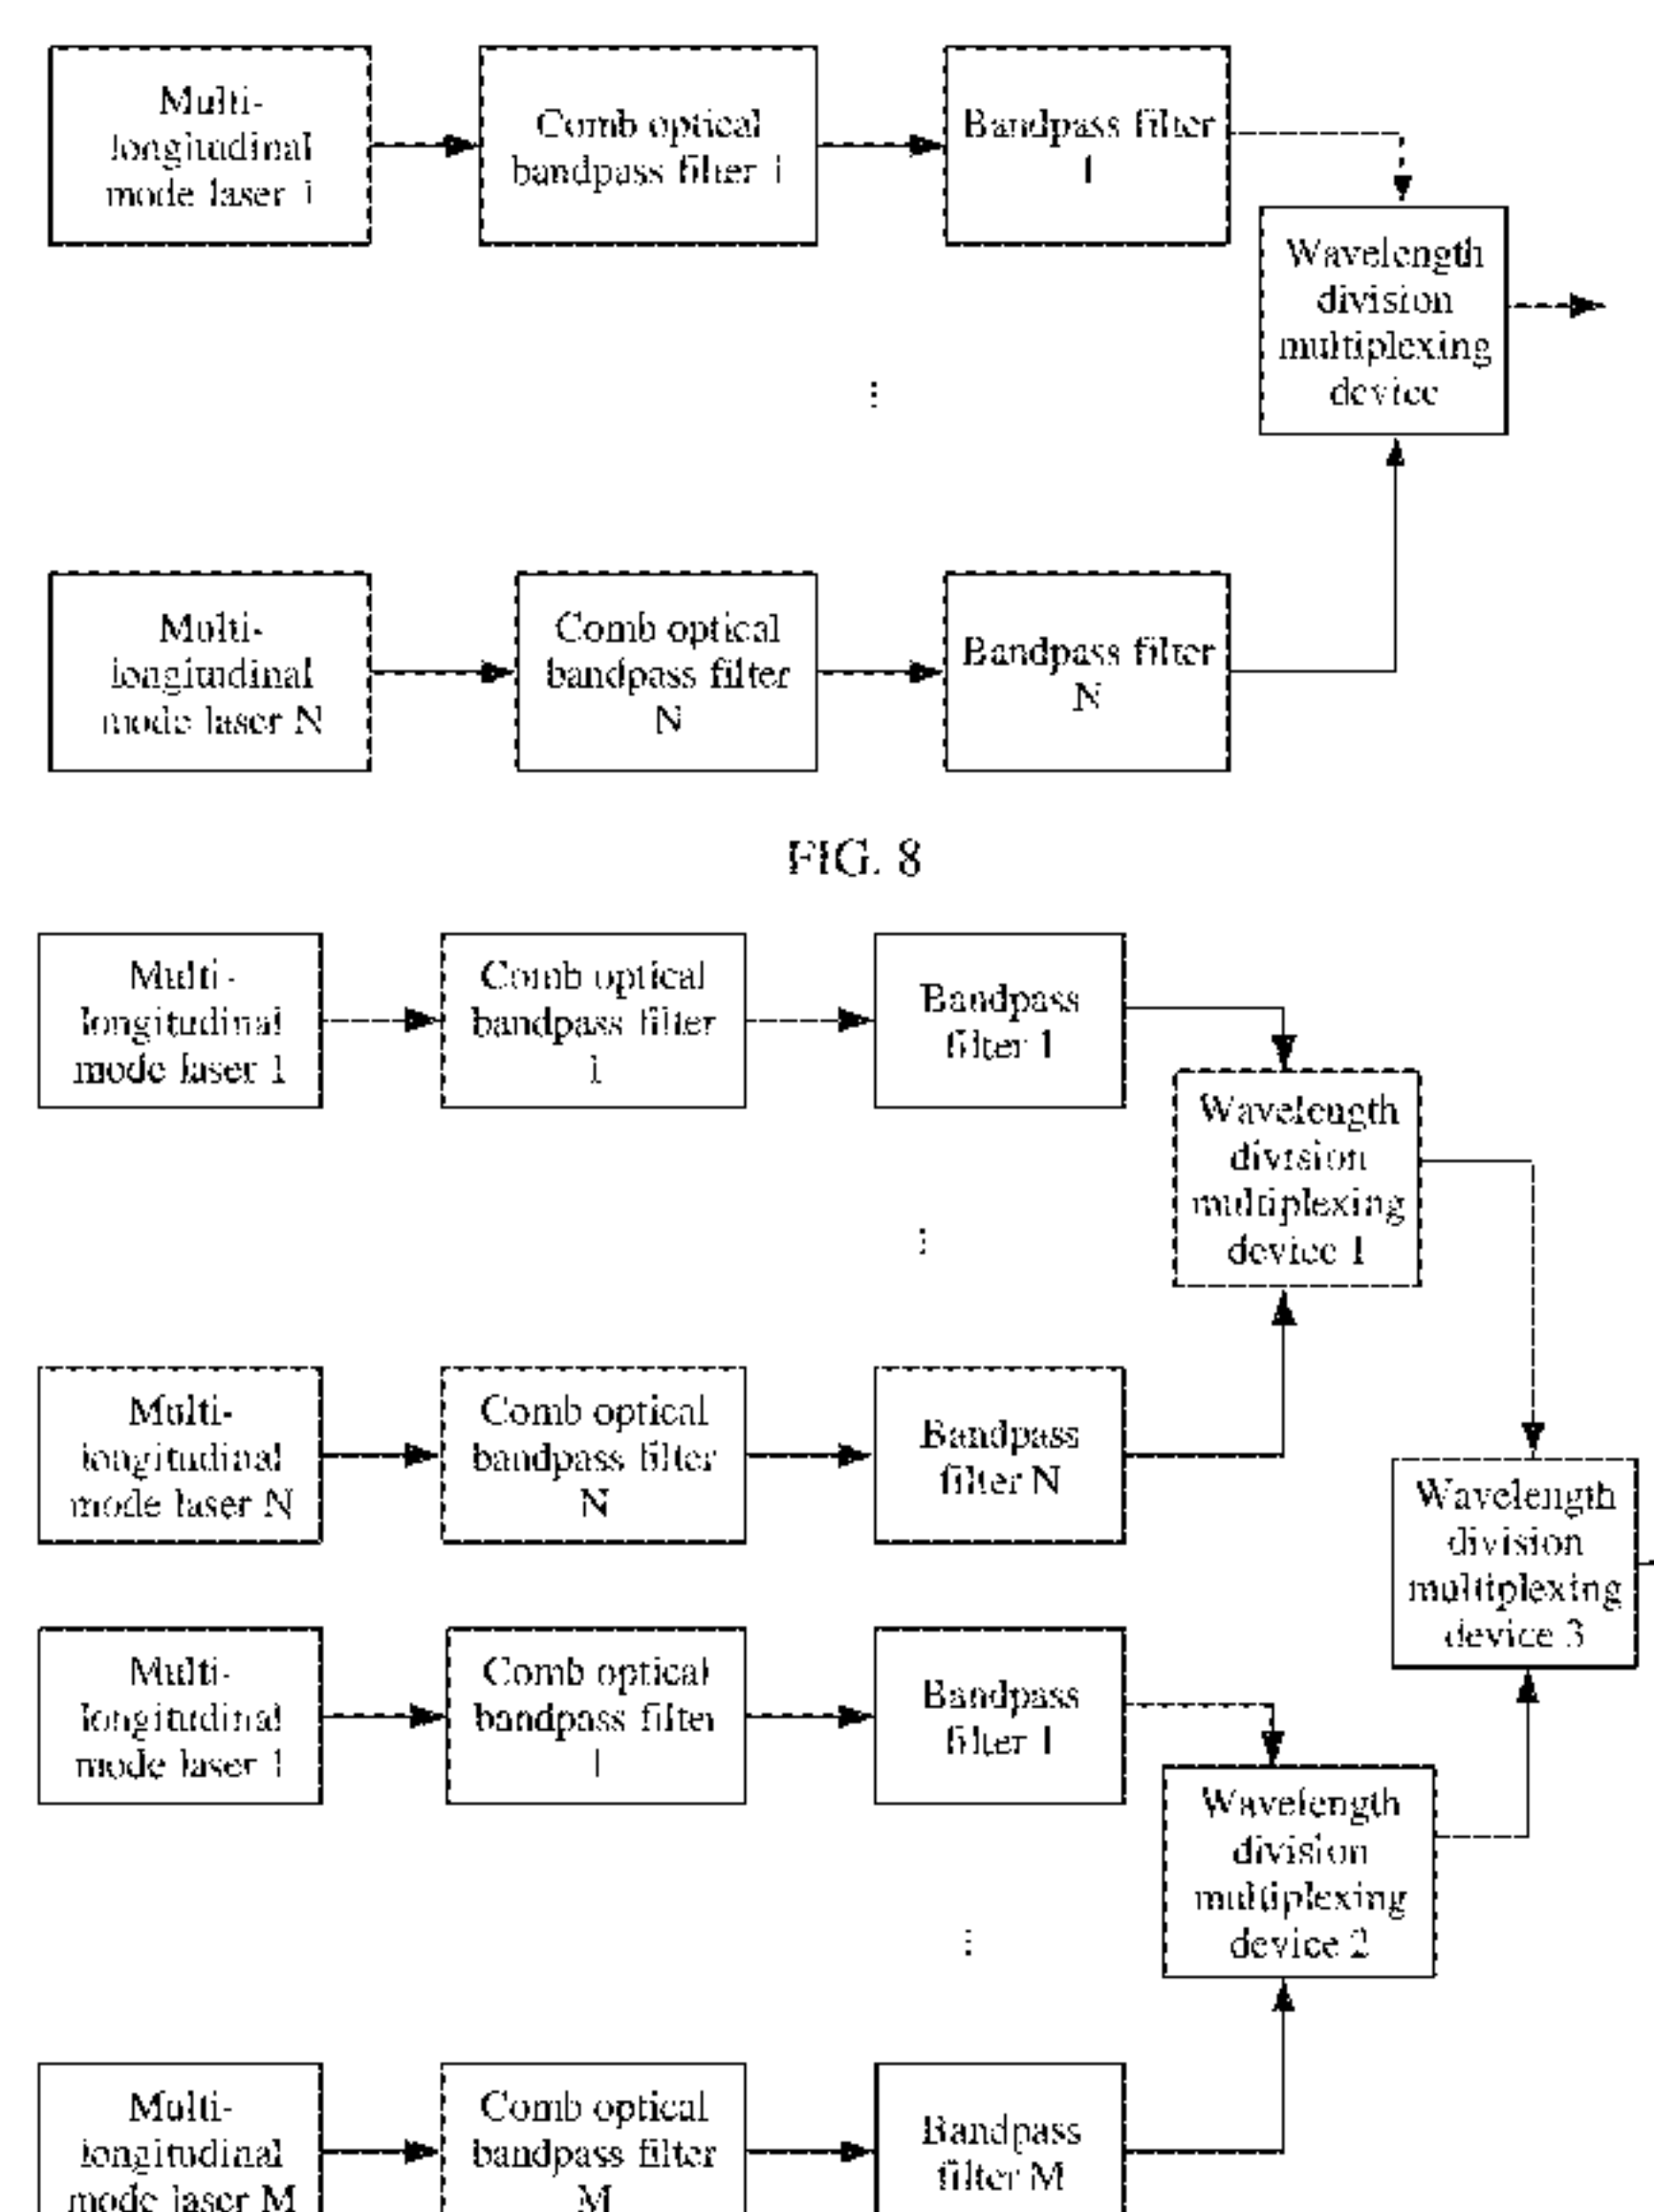 Multi-
longitudinal
mode laser 1
Comb optical
bandpass filter 1
Bandpass filter
1
Wavelength
division
multiplexing
device
⋮
Multi-
longitudinal
mode laser N
Comb optical
bandpass filter
N
Bandpass filter
N
FIG. 8
Multi-
longitudinal
mode laser 1
Comb optical
bandpass filter
1
Bandpass
filter 1
Wavelength
division
multiplexing
device 1
⋮
Multi-
longitudinal
mode laser N
Comb optical
bandpass filter
N
Bandpass
filter N
Wavelength
division
multiplexing
device 3
Multi-
longitudinal
mode laser 1
Comb optical
bandpass filter
1
Bandpass
filter 1
Wavelength
division
multiplexing
device 2
⋮
Multi-
longitudinal
mode laser M
Comb optical
bandpass filter
M
Bandpass
filter M